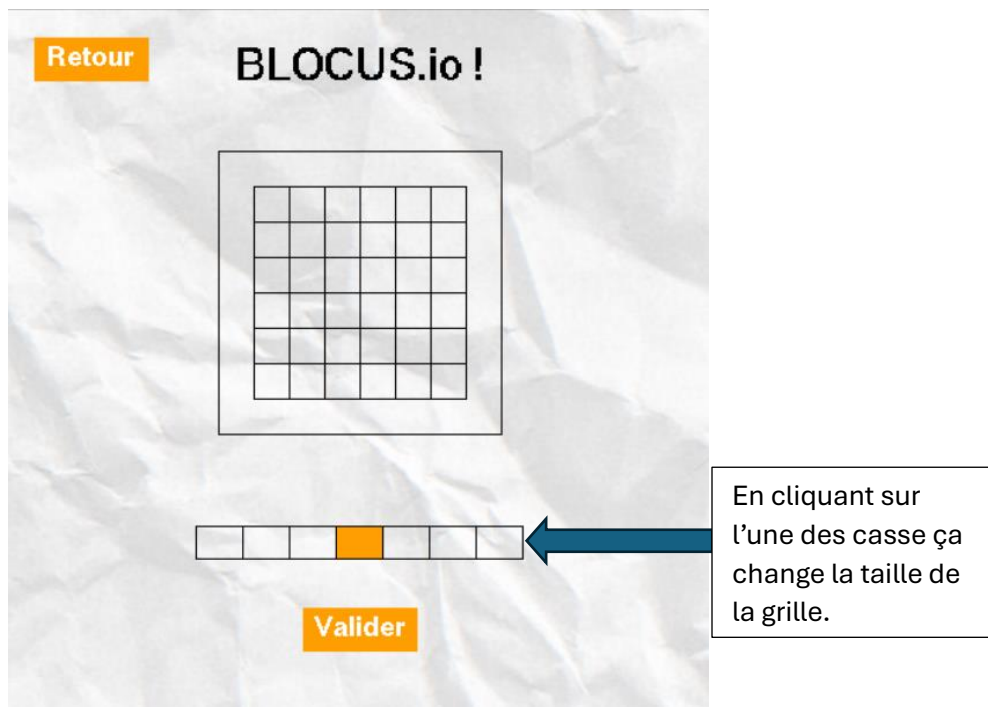 Retour
BLOCUS.io !
En cliquant sur
l’une des casse ça
change la taille de
la grille.
Valider